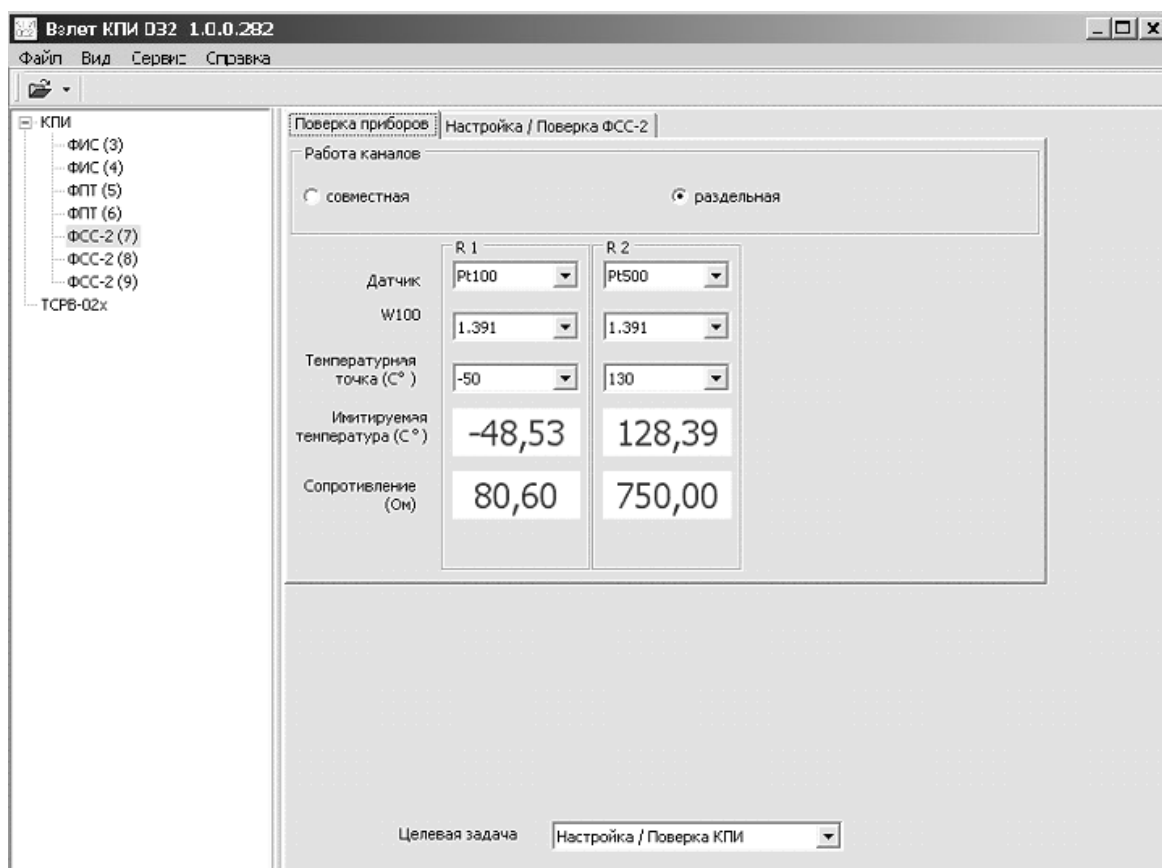 Взлет КПИ D32 1.0.0.282
Файл Вид Сервис Справка
КПИ
ФИС (3)
ФИС (4)
ФПТ (5)
ФПТ (6)
ФСС-2 (7)
ФСС-2 (8)
ФСС-2 (9)
ТСРВ-02х
Поверка приборов Настройка / Поверка ФСС-2
Работа каналов
совместная раздельная
R 1 R 2
Датчик Pt100 Pt500
W100 1.391 1.391
Температурная
точка (C° ) -50 130
Имитируемая
температура (C°) -48,53 128,39
Сопротивление
(Ом) 80,60 750,00
Целевая задача Настройка / Поверка КПИ